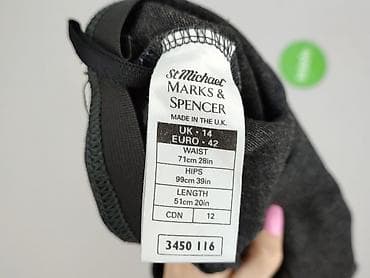 St Michael
MARKS &
SPENCER
MADE IN THE U.K.
UK • 14
EURO • 42
WAIST
71cm 28in
HIPS
99cm 39in
LENGTH
51cm 20in
CDN 12
3450 116